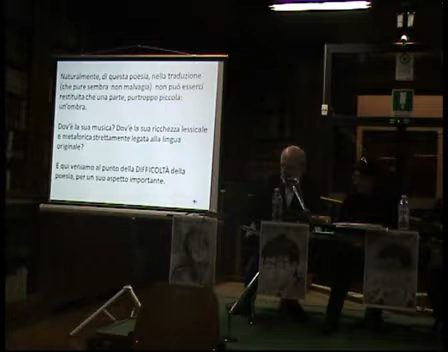 Naturalmente, di questa poesia, nella traduzione
(che pure sembra non malvagia) non può esserci
restituita che una parte, purtroppo piccola:
un'ombra.
Dov'è la sua musica? Dov'è la sua ricchezza lessicale
e metaforica strettamente legata alla lingua
originale?
E qui veniamo al punto della DIFFICOLTÀ della
poesia, per un suo aspetto importante.